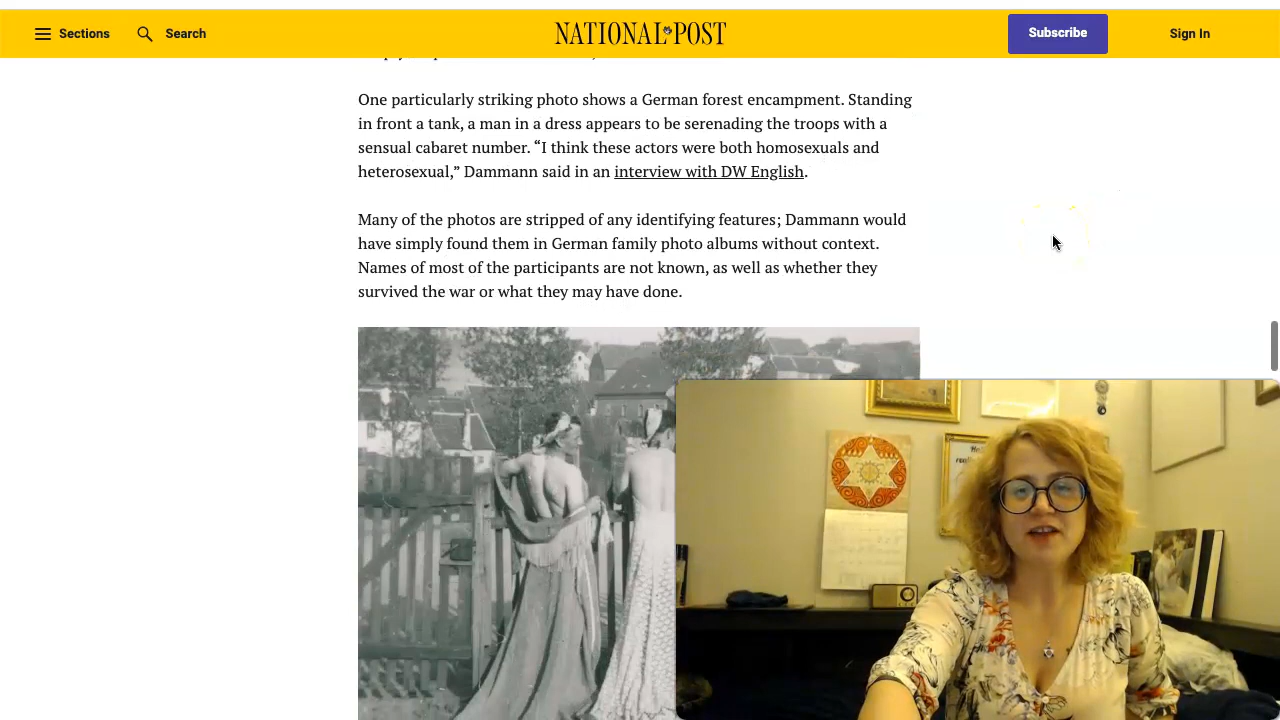 Sections
Search
NATIONAL POST
Subscribe
Sign In
One particularly striking photo shows a German forest encampment. Standing
in front a tank, a man in a dress appears to be serenading the troops with a
sensual cabaret number. “I think these actors were both homosexuals and
heterosexual,” Dammann said in an interview with DW English.
Many of the photos are stripped of any identifying features; Dammann would
have simply found them in German family photo albums without context.
Names of most of the participants are not known, as well as whether they
survived the war or what they may have done.